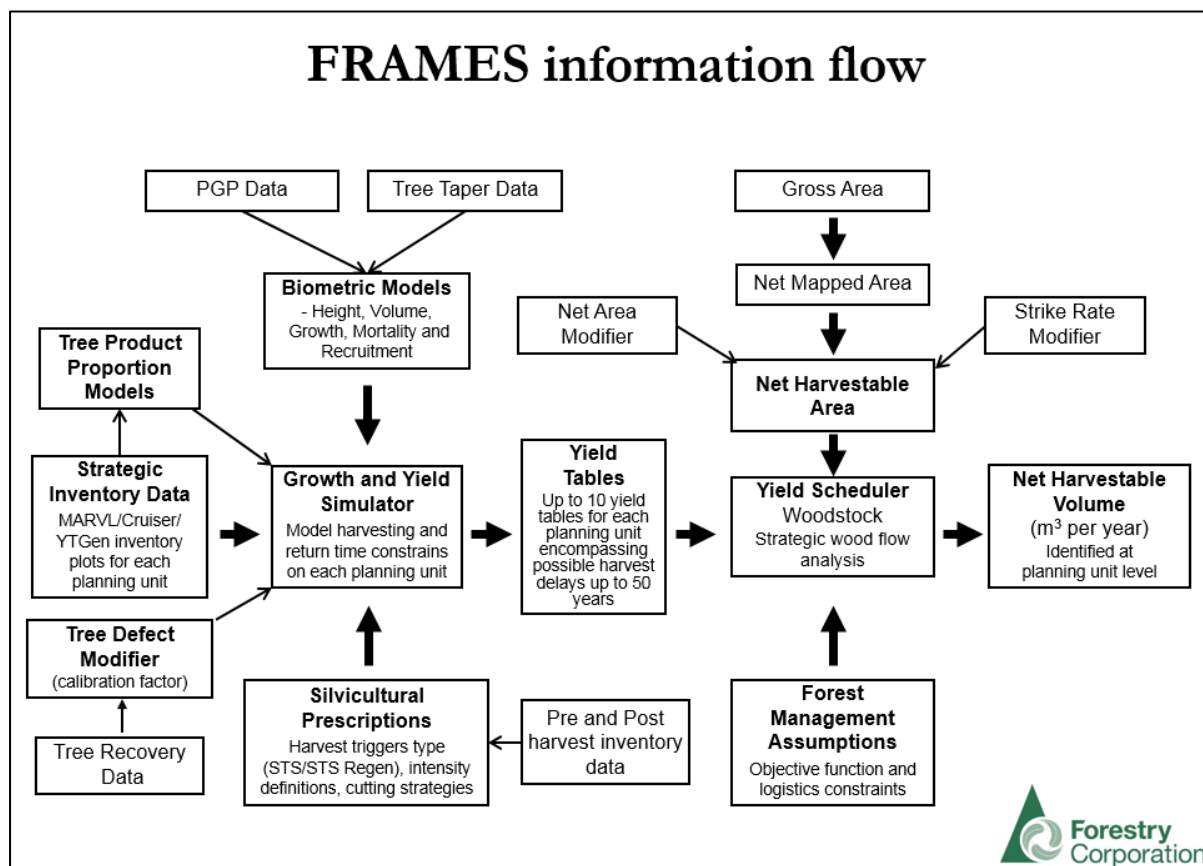 FRAMES information flow
PGP Data
Tree Taper Data
Gross Area
Biometric Models
- Height, Volume,
Growth, Mortality and
Recruitment
Net Mapped Area
Net Area
Modifier
Strike Rate
Modifier
Tree Product
Proportion
Models
Net Harvestable
Area
Strategic
Inventory Data
MARVL/Cruiser/
YTGen inventory
plots for each
planning unit
Growth and Yield
Simulator
Model harvesting and
return time constrains
on each planning unit
Yield
Tables
Up to 10 yield
tables for each
planning unit
encompassing
possible harvest
delays up to 50
years
Yield Scheduler
Woodstock
Strategic wood flow
analysis
Net Harvestable
Volume
(m³ per year)
Identified at
planning unit level
Tree Defect
Modifier
(calibration factor)
Tree Recovery
Data
Silvicultural
Prescriptions
Harvest triggers type
(STS/STS Regen), intensity
definitions, cutting strategies
Pre and Post
harvest inventory
data
Forest
Management
Assumptions
Objective function and
logistics constraints
Forestry
Corporation